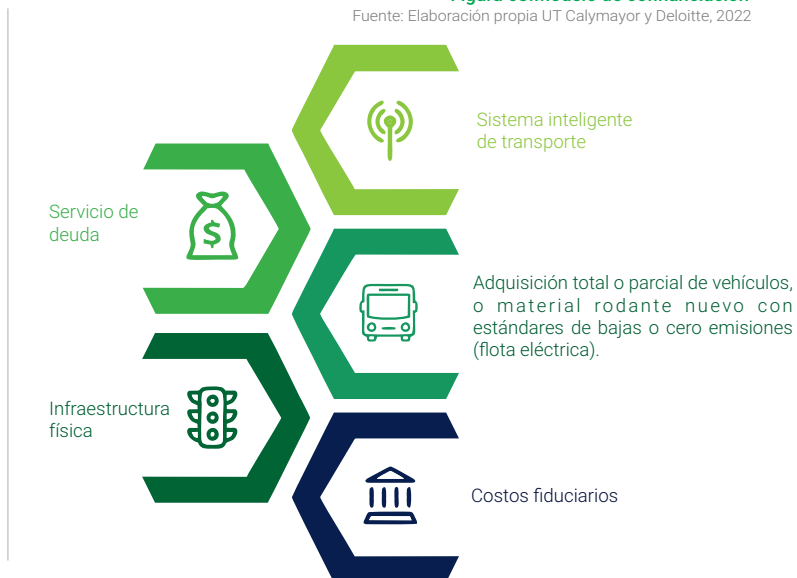 Fuente: Elaboración propia UT Calymayor y Deloitte, 2022
Sistema inteligente
de transporte
Servicio de
deuda
$
Adquisición total o parcial de vehículos,
o material rodante nuevo con
estándares de bajas o cero emisiones
(flota eléctrica).
Infraestructura
física
Costos fiduciarios